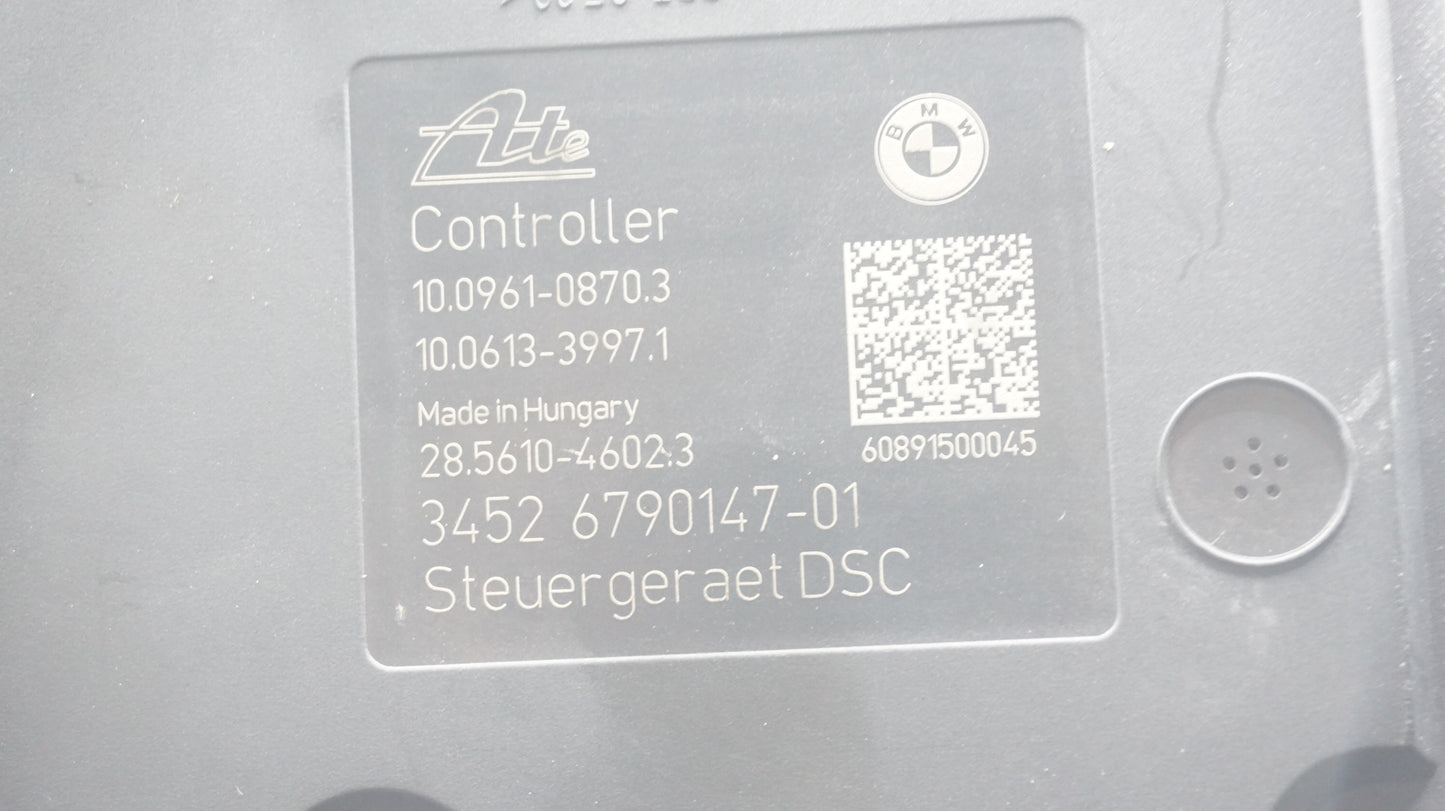 Ate
BMW
Controller
10.0961-0870.3
10.0613-3997.1
Made in Hungary
28.5610-4602.3
60891500045
3452 6790147-01
Steuergeraet DSC